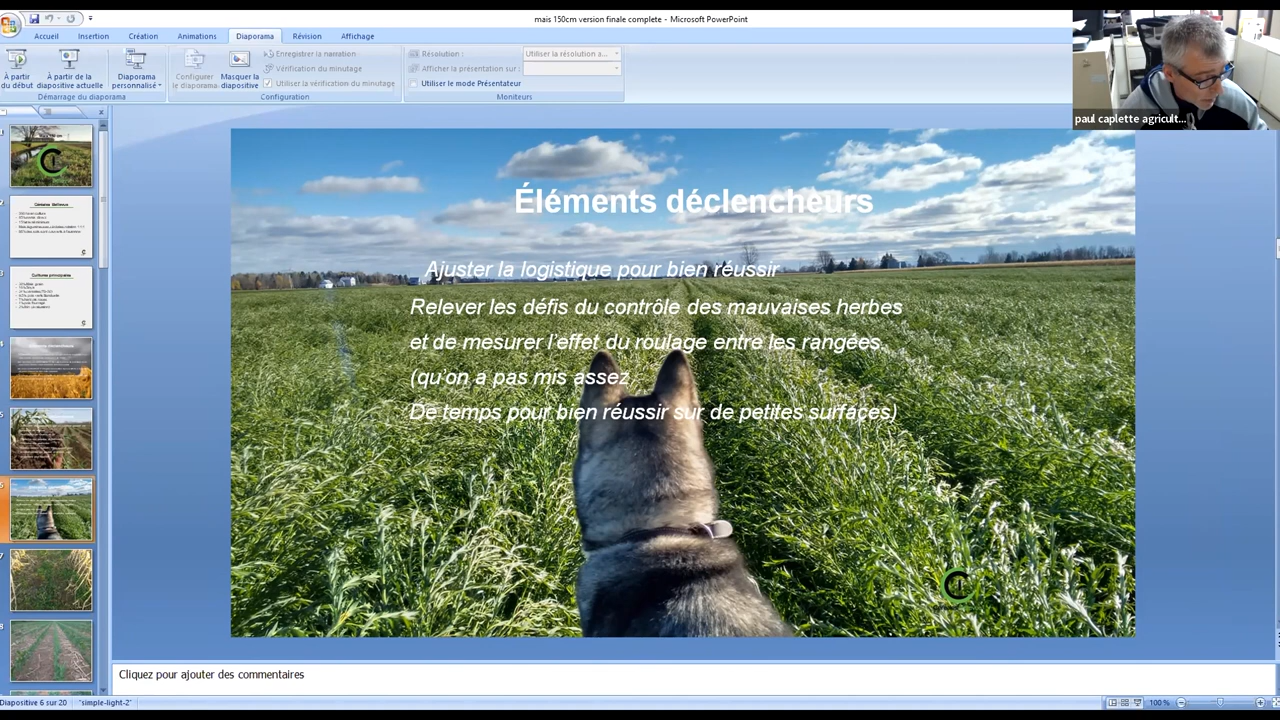 mais 150cm version finale complete - Microsoft PowerPoint
Accueil Insertion Création Animations Diaporama Révision Affichage
À partir du début
À partir de la diapositive actuelle
Diaporama personnalisé
Démarrage du diaporama
Configurer le diaporama
Masquer la diapositive
Enregistrer la narration
Vérification du minutage
Utiliser la vérification du minutage
Configuration
Résolution : Utiliser la résolution a...
Afficher la présentation sur :
Utiliser le mode Présentateur
Moniteurs
paul caplette agricult...
Éléments déclencheurs
Ajuster la logistique pour bien réussir
Relever les défis du contrôle des mauvaises herbes
et de mesurer l'effet du roulage entre les rangées.
(qu'on a pas mis assez
De temps pour bien réussir sur de petites surfaces)
Cultures principales
7
8
Cliquez pour ajouter des commentaires
Diapositive 6 sur 20 "simple-light-2" 100 %